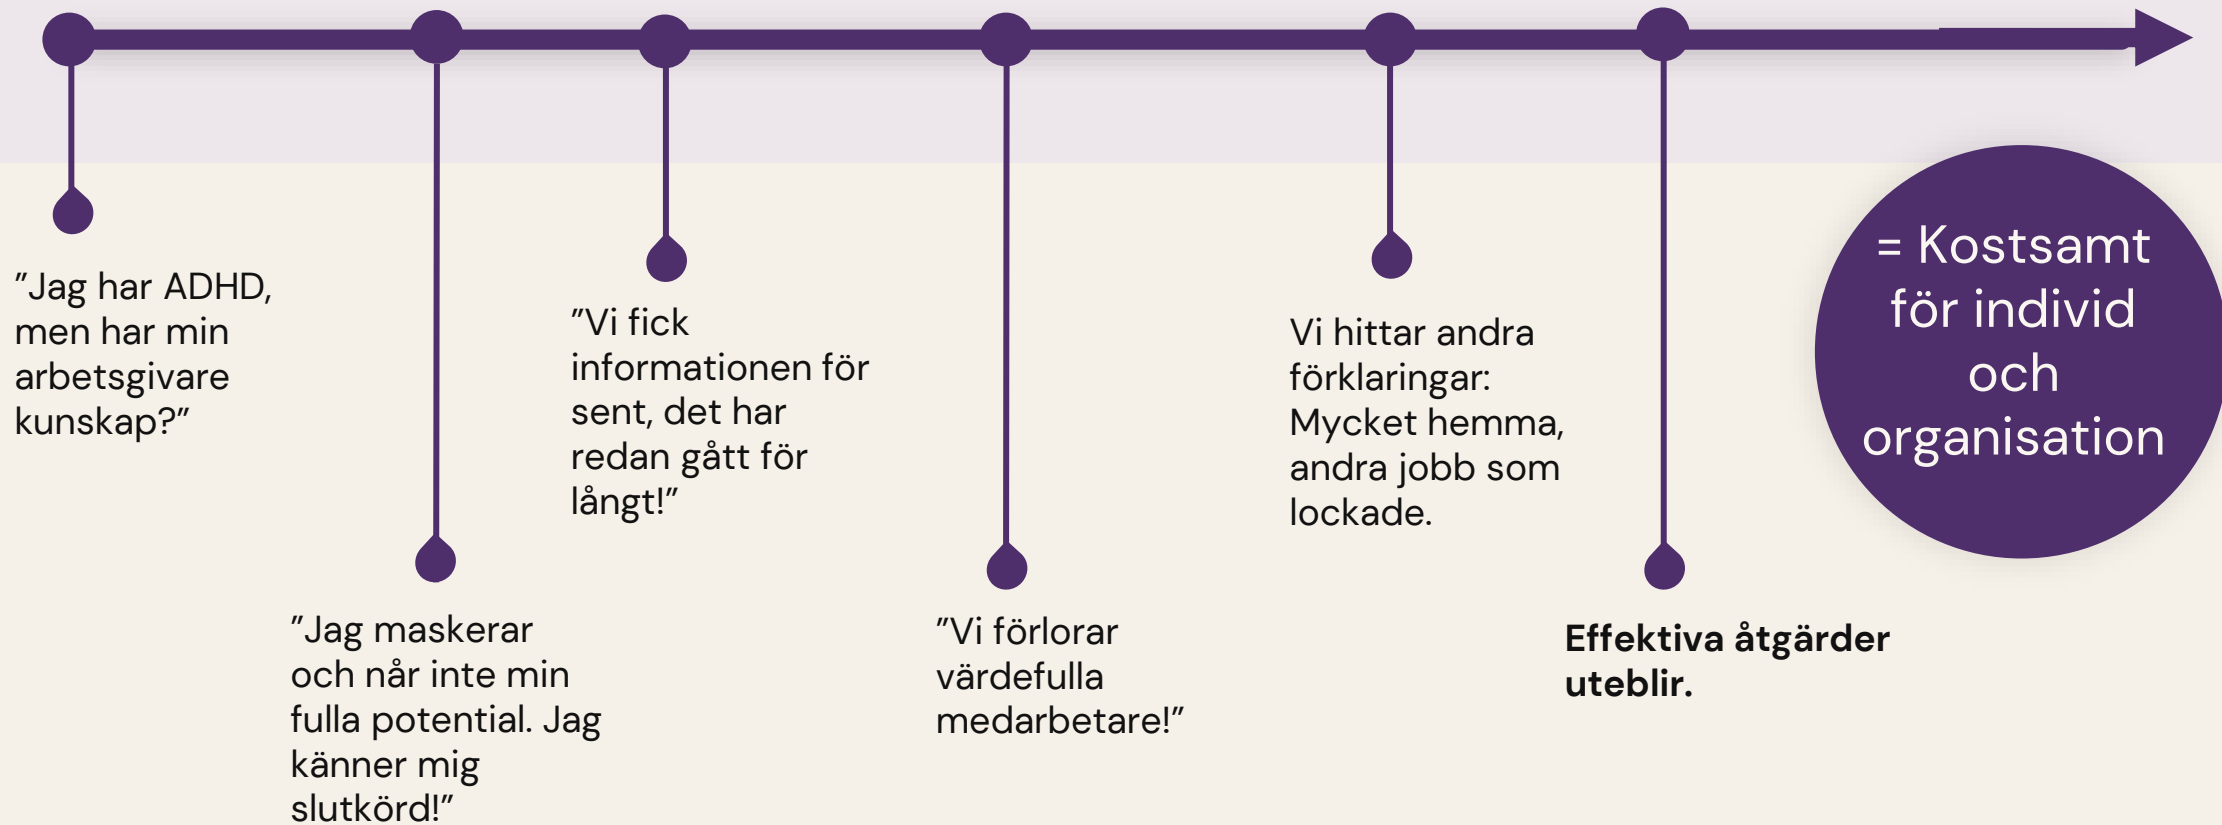 ”Jag har ADHD,
men har min
arbetsgivare
kunskap?”
”Jag maskerar
och når inte min
fulla potential. Jag
känner mig
slutkörd!”
”Vi fick
informationen för
sent, det har
redan gått för
långt!”
”Vi förlorar
värdefulla
medarbetare!”
Vi hittar andra
förklaringar:
Mycket hemma,
andra jobb som
lockade.
Effektiva åtgärder
uteblir.
= Kostsamt
för individ
och
organisation